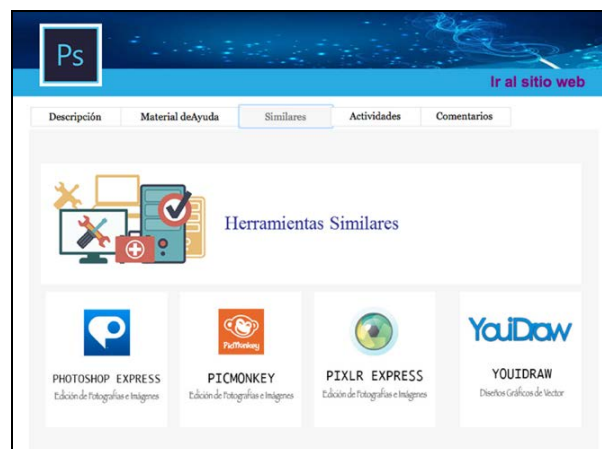 Ps
Ir al sitio web
Descripción Material deAyuda Similares Actividades Comentarios
Herramientas Similares
PicMonkey
YouiDraw
PHOTOSHOP EXPRESS PICMONKEY PIXLR EXPRESS YOUIDRAW
Edición de Fotografías e Imágenes Edición de Fotografías e Imágenes Edición de Fotografías e Imágenes Diseños Gráficos de Vector